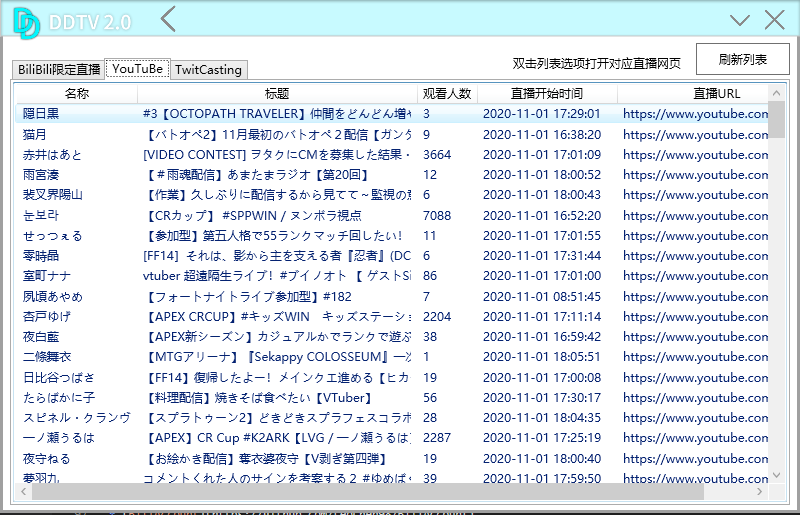 DDTV 2.0
双击列表选项打开对应直播网页
刷新列表
BiliBili限定直播 YouTuBe TwitCasting
名称 标题 观看人数 直播开始时间 直播URL
隠日黒 #3【OCTOPATH TRAVELER】仲間をどんどん増や 3 2020-11-01 17:29:01 https://www.youtube.com
猫月 【バトオペ2】11月最初のバトオペ２配信【ガンダ 9 2020-11-01 16:38:20 https://www.youtube.com
赤井はあと [VIDEO CONTEST] ヲタクにCMを募集した結果・ 3664 2020-11-01 17:01:09 https://www.youtube.com
雨宮湊 【＃雨魂配信】あまたまラジオ【第20回】 12 2020-11-01 18:00:52 https://www.youtube.com
裴叉界陽山 【作業】久しぶりに配信するから見てて～監視の意 6 2020-11-01 18:00:43 https://www.youtube.com
눈보라 【CRカップ】 #SPPWIN / ヌンボラ視点 7088 2020-11-01 16:52:20 https://www.youtube.com
せっつぇる 【参加型】第五人格で55ランクマッチ回したい！ 11 2020-11-01 17:01:55 https://www.youtube.com
零時晶 [FF14] それは、影から主を支える者『忍者』(DC 6 2020-11-01 17:31:44 https://www.youtube.com
室町ナナ vtuber 超遠隔生ライブ！ #ブイノオト 【 ゲストSi 86 2020-11-01 17:01:00 https://www.youtube.com
夙頃あやめ 【フォートナイトライブ参加型】#182 7 2020-11-01 08:51:45 https://www.youtube.com
杏戸ゆげ 【APEX CRCUP】#キッズWIN キッズステーショ 2204 2020-11-01 17:11:14 https://www.youtube.com
夜白藍 【APEX新シーズン】カジュアルかでランクで遊ぶ 38 2020-11-01 16:59:42 https://www.youtube.com
二條舞衣 【MTGアリーナ】『Sekappy COLOSSEUM』一次 1 2020-11-01 18:05:51 https://www.youtube.com
日比谷つばさ 【FF14】復帰したよー！メインクエ進める【ヒカ 19 2020-11-01 17:00:08 https://www.youtube.com
たらばかに子 【料理配信】焼きそば食べたい【VTuber】 56 2020-11-01 17:30:17 https://www.youtube.com
スピネル・クランヴ 【スプラトゥーン2】どきどきスプラフェスコラボ 28 2020-11-01 18:04:35 https://www.youtube.com
一ノ瀬うるは 【APEX】CR Cup #K2ARK【LVG / 一ノ瀬うるは】 2287 2020-11-01 17:25:19 https://www.youtube.com
夜守ねる 【お絵かき配信】奪衣婆夜守【V剥ぎ第四弾】 19 2020-11-01 18:00:40 https://www.youtube.com
夢羽九 コメントくれた人のサインを考案する２ #ゆめぱ 39 2020-11-01 17:59:50 https://www.youtube.com